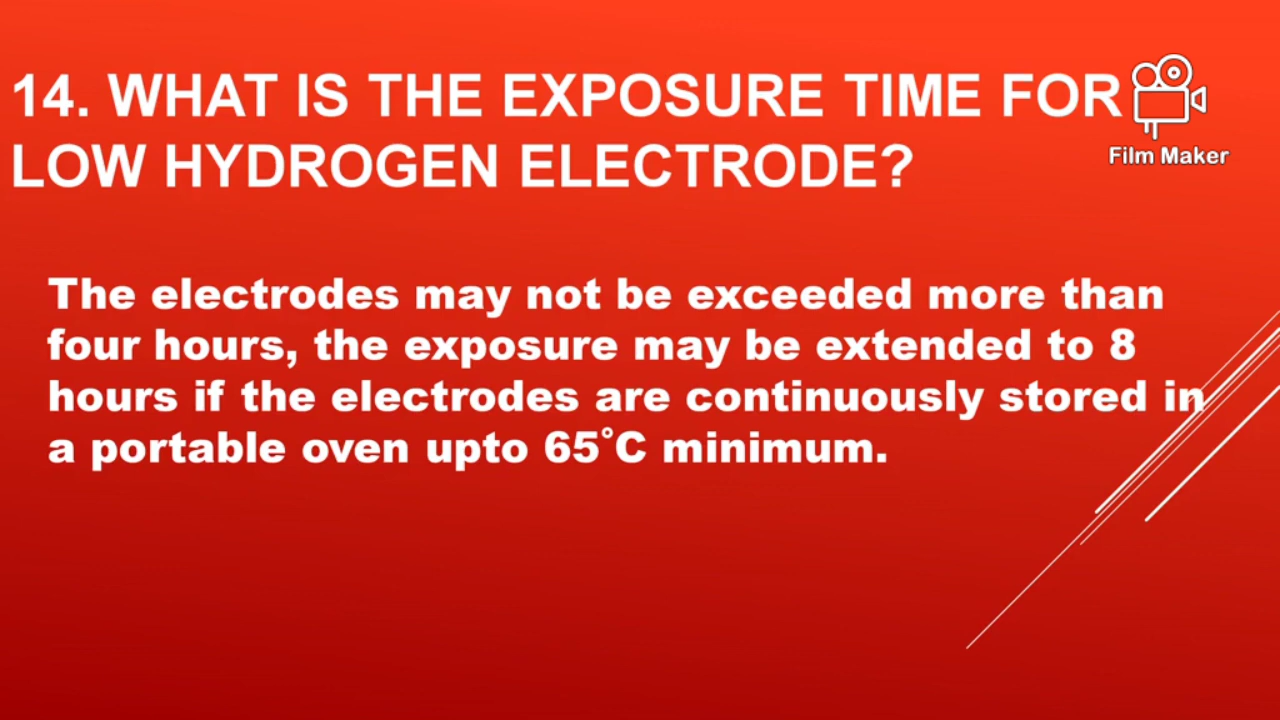 14. WHAT IS THE EXPOSURE TIME FOR
LOW HYDROGEN ELECTRODE?
Film Maker
The electrodes may not be exceeded more than
four hours, the exposure may be extended to 8
hours if the electrodes are continuously stored in
a portable oven upto 65°C minimum.